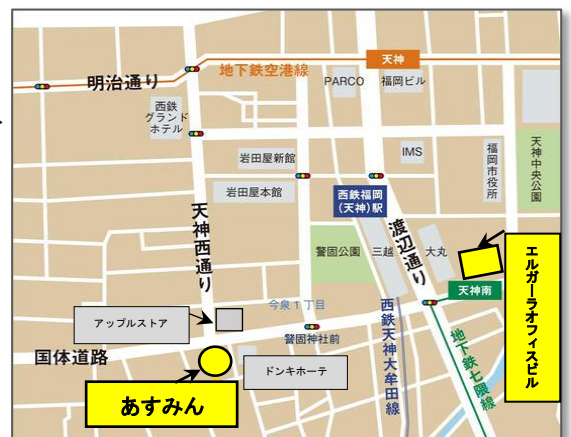 天神
地下鉄空港線
明治通り
PARCO
福岡ビル
西鉄
グランド
ホテル
岩田屋新館
IMS
福岡市役所
天神中央公園
岩田屋本館
西鉄福岡
(天神)駅
天神西通り
渡辺通り
警固公園
三越
大丸
エルガーラオフィスビル
天神南
今泉1丁目
アップルストア
警固神社前
西鉄天神大牟田線
地下鉄七隈線
国体道路
ドンキホーテ
あすみん